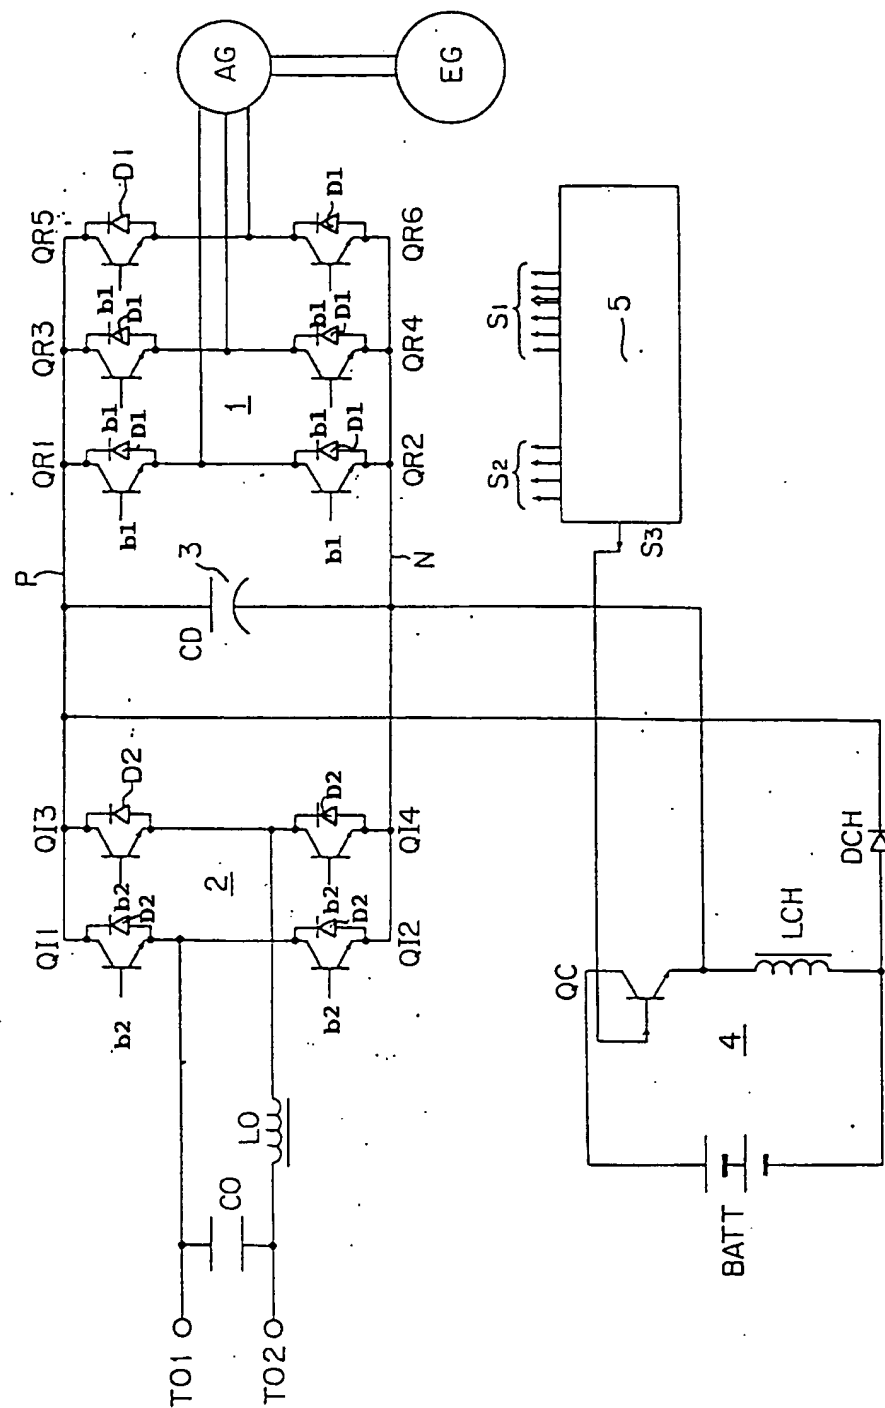 P
QI1
QI3
QR1
QR3
QR5
b2
b2
D2
D2
b1
b1
D1
b1
D1
D1
TO1
CD
3
CO
LO
2
1
AG
TO2
b2
b2
D2
D2
b1
b1
D1
b1
D1
D1
QI2
QI4
N
QR2
QR4
QR6
EG
S2
S1
5
S3
QC
BATT
4
LCH
DCH